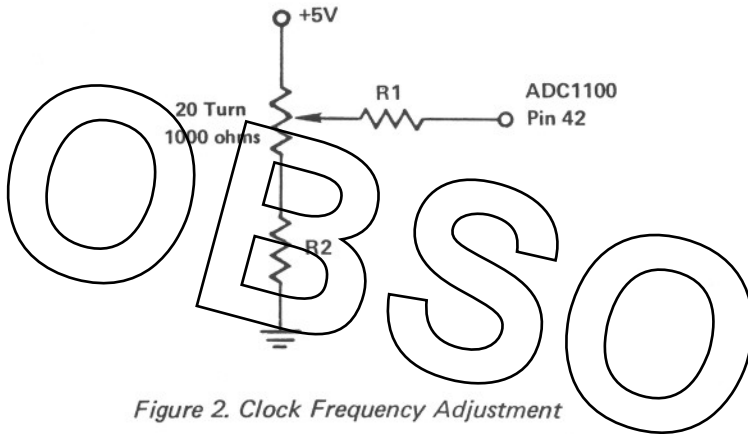 +5V
R1
ADC1100
20 Turn
Pin 42
1000 ohms
R2
OBSO
Figure 2. Clock Frequency Adjustment